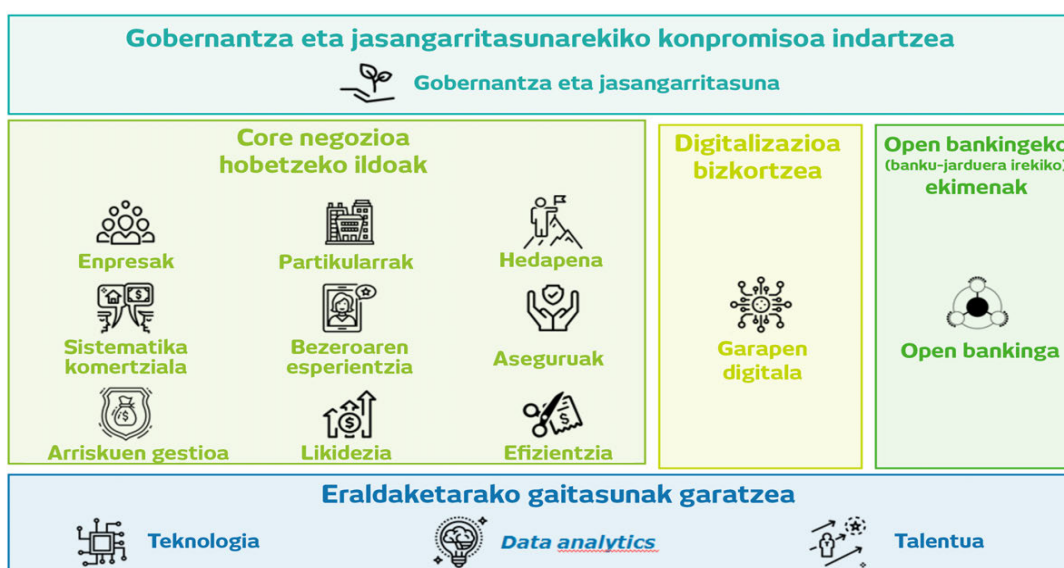 Gobernantza eta jasangarritasunarekiko konpromisoa indartzea
Gobernantza eta jasangarritasuna
Core negozioa
hobetzeko ildoak
Enpresak
Partikularrak
Hedapena
Sistematika
komertziala
Bezeroaren
esperientzia
Aseguruak
Arriskuen gestioa
Likidezia
Efizientzia
Digitalizazioa
bizkortzea
Garapen
digitala
Open bankingeko
(banku-jarduera irekiko)
ekimenak
Open bankinga
Eraldaketarako gaitasunak garatzea
Teknologia
Data analytics
Talentua